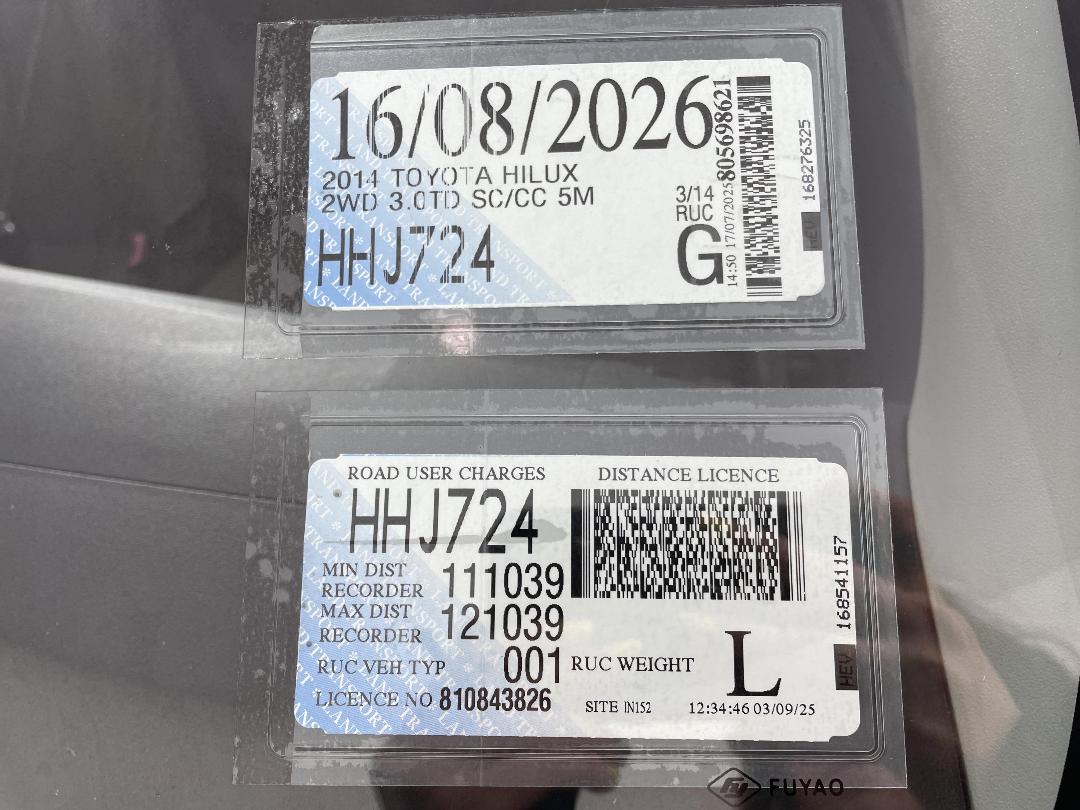 16/08/2026
2014 TOYOTA HILUX
2WD 3.0TD SC/CC 5M
3/14
RUC
HHJ724
G
14:50 17/07/2025
805698621
168276325
HEV
ROAD USER CHARGES DISTANCE LICENCE
HHJ724
MIN DIST RECORDER 111039
MAX DIST RECORDER 121039
RUC VEH TYP 001 RUC WEIGHT L
LICENCE NO 810843826 SITE IN152 12:34:46 03/09/25
168541157
HEV
FUYAO